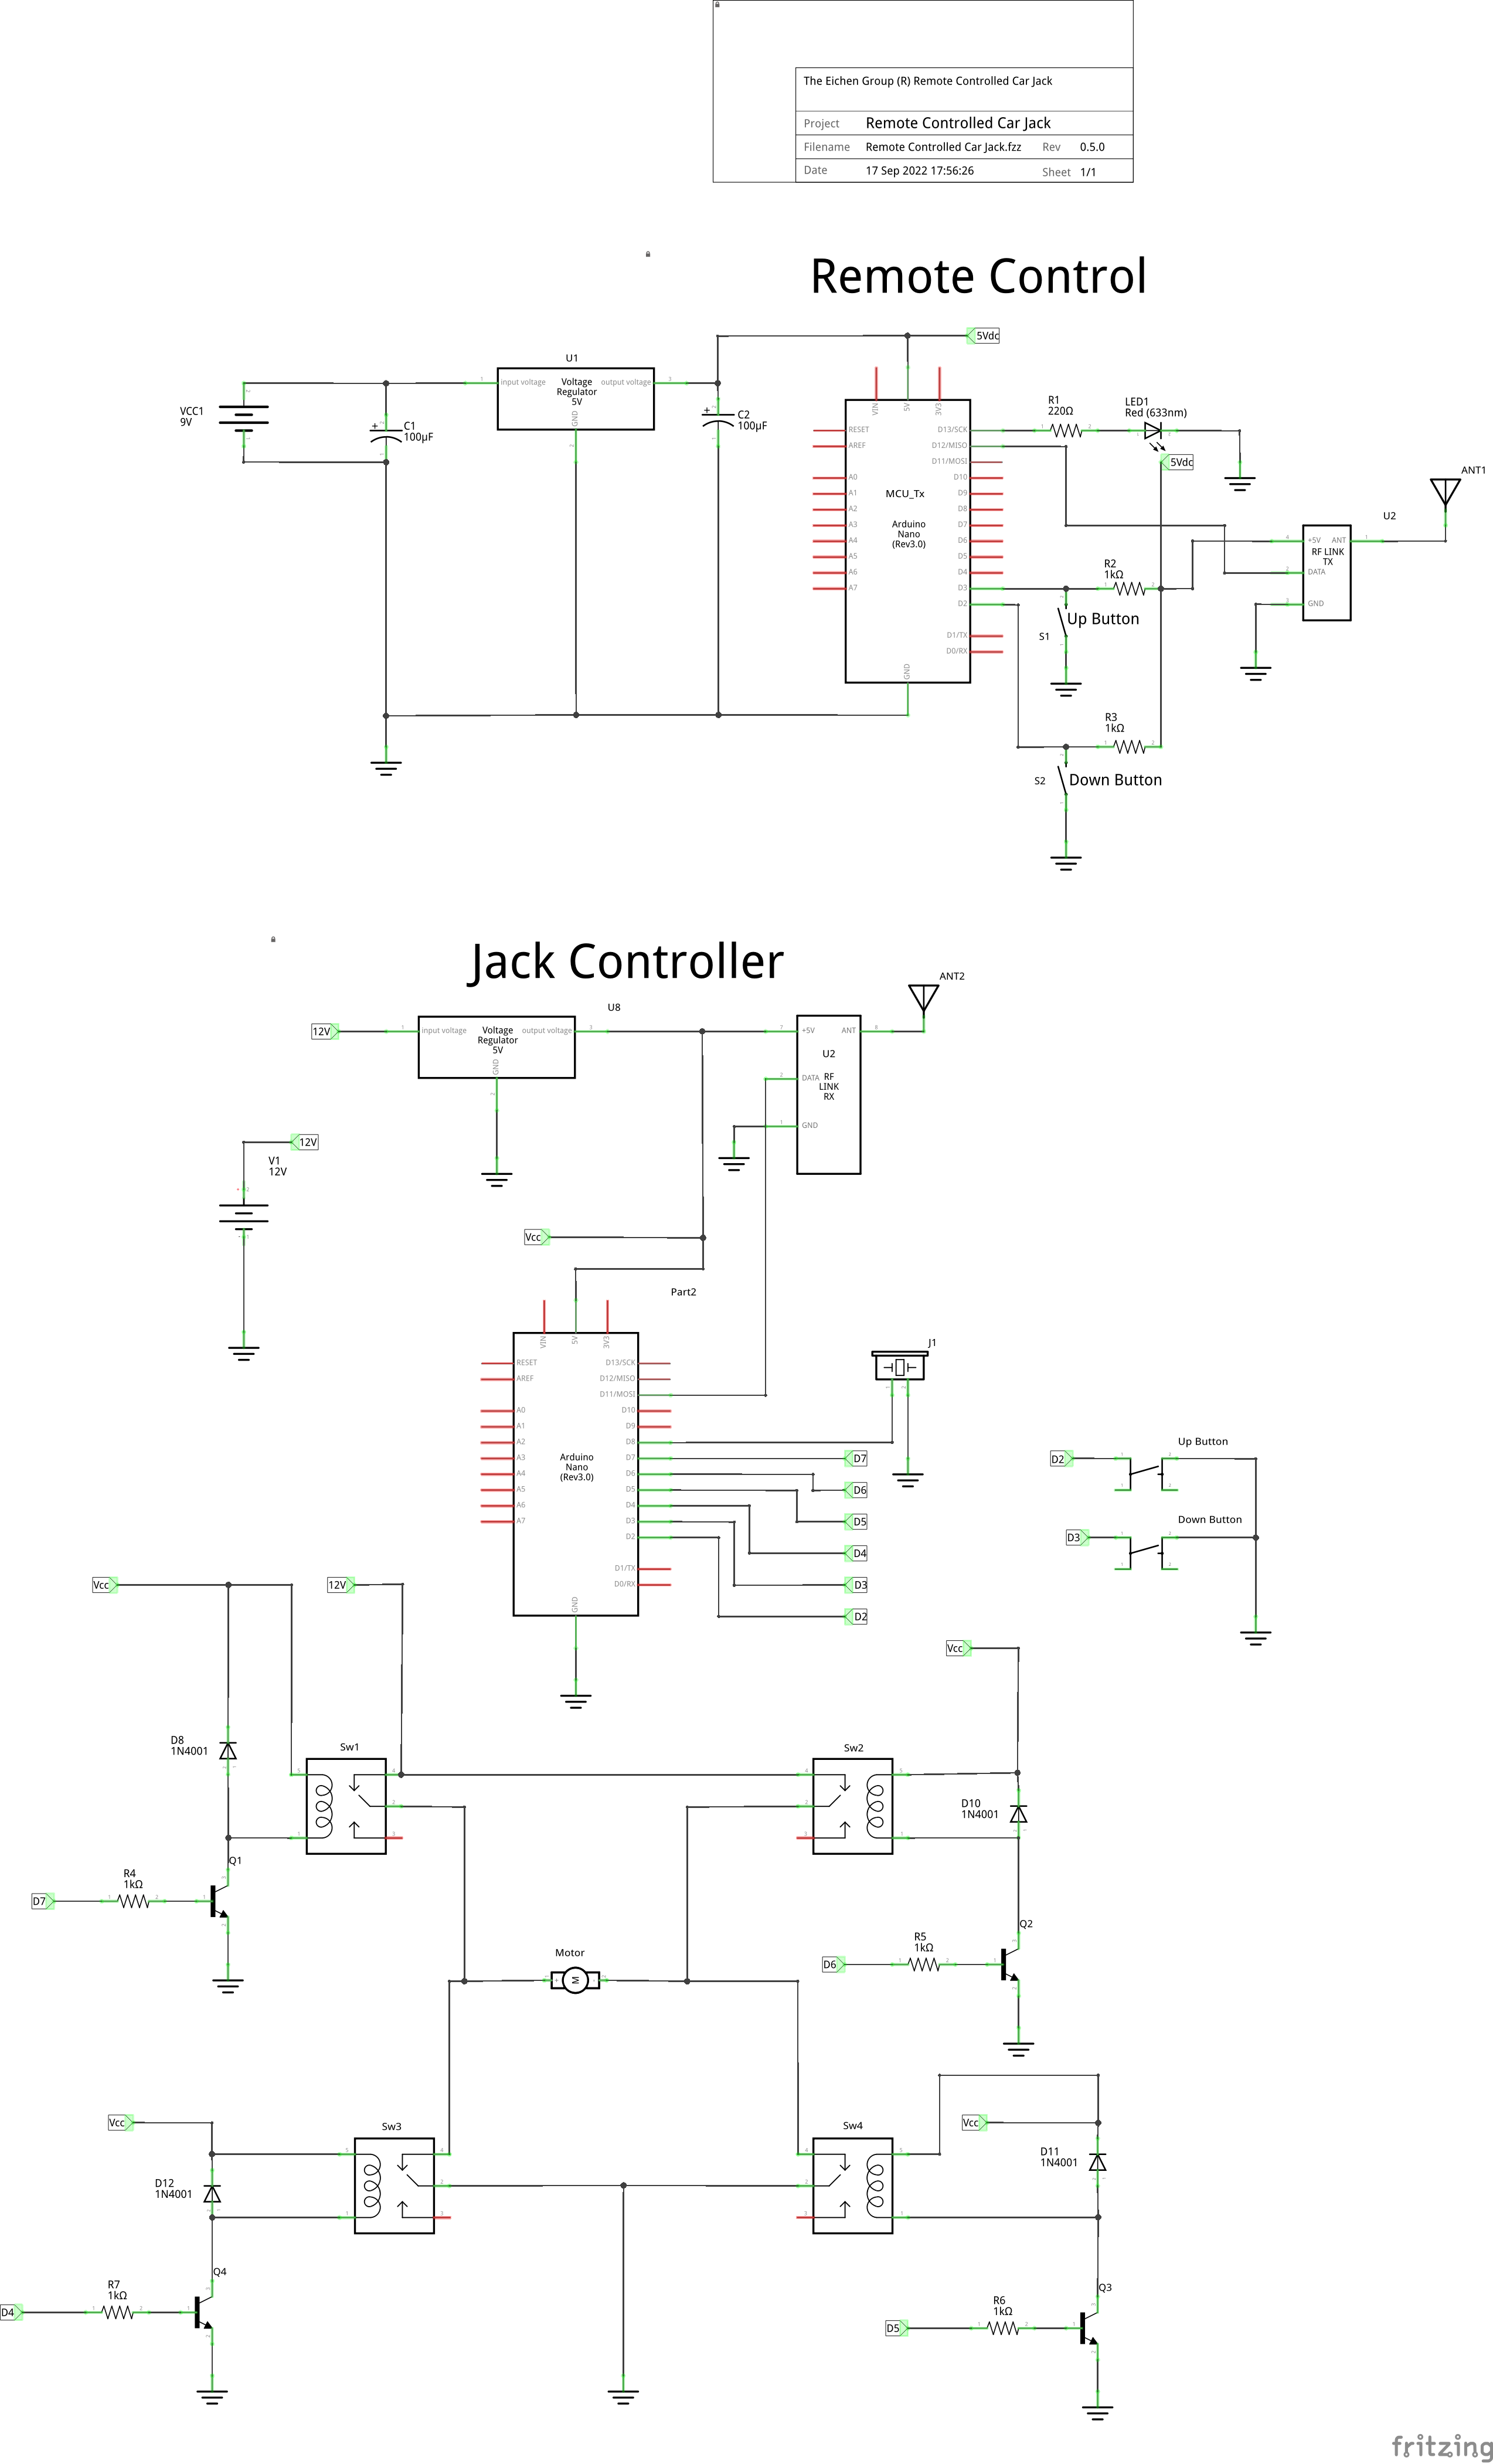 The Eichen Group (R) Remote Controlled Car Jack
Project Remote Controlled Car Jack
Filename Remote Controlled Car Jack.fzz Rev 0.5.0
Date 17 Sep 2022 17:56:26 Sheet 1/1
Remote Control
5Vdc
U1
input voltage Voltage Regulator 5V output voltage
GND
VCC1
9V
C1
100µF
C2
100µF
VIN 5V 3V3
RESET
AREF
A0
A1
A2
A3
A4
A5
A6
A7
MCU_Tx
Arduino
Nano
(Rev3.0)
D13/SCK
D12/MISO
D11/MOSI
D10
D9
D8
D7
D6
D5
D4
D3
D2
D1/TX
D0/RX
GND
R1
220Ω
LED1
Red (633nm)
5Vdc
ANT1
U2
+5V ANT
RF LINK
TX
DATA
GND
R2
1kΩ
Up Button
S1
R3
1kΩ
S2
Down Button
Jack Controller
ANT2
U8
12V
input voltage Voltage Regulator 5V output voltage
GND
+5V ANT
U2
DATA RF
LINK
RX
GND
12V
V1
12V
Vcc
Part2
VIN 5V 3V3
RESET
AREF
A0
A1
A2
A3
A4
A5
A6
A7
Arduino
Nano
(Rev3.0)
D13/SCK
D12/MISO
D11/MOSI
D10
D9
D8
D7
D6
D5
D4
D3
D2
D1/TX
D0/RX
GND
J1
D7
D6
D5
D4
D3
D2
Up Button
D2
Down Button
D3
Vcc
12V
Vcc
D8
1N4001
Sw1
Sw2
D10
1N4001
Q1
R4
1kΩ
D7
Q2
R5
1kΩ
D6
Motor
M
Vcc
Sw3
D12
1N4001
Sw4
Vcc
D11
1N4001
Q4
R7
1kΩ
D4
Q3
R6
1kΩ
D5
fritzing